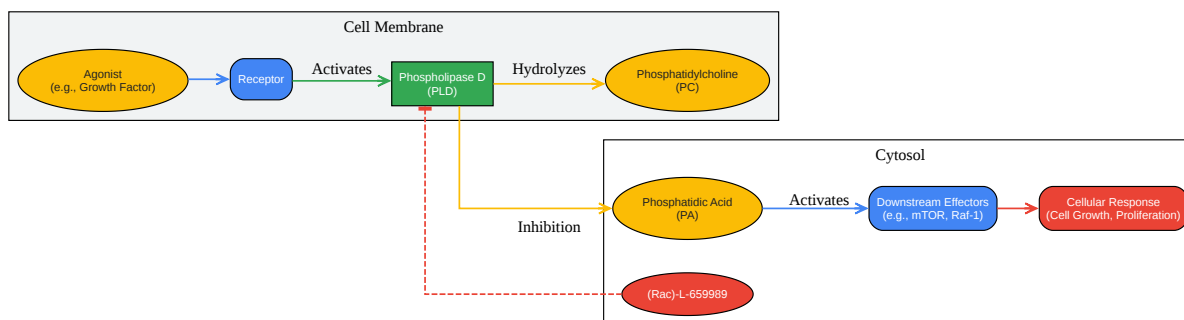 Cell Membrane
Agonist
(e.g., Growth Factor)
Receptor
Activates
Phospholipase D
(PLD)
Hydrolyzes
Phosphatidylcholine
(PC)
Cytosol
Phosphatidic Acid
(PA)
Activates
Downstream Effectors
(e.g., mTOR, Raf-1)
Cellular Response
(Cell Growth, Proliferation)
Inhibition
(Rac)-L-659989